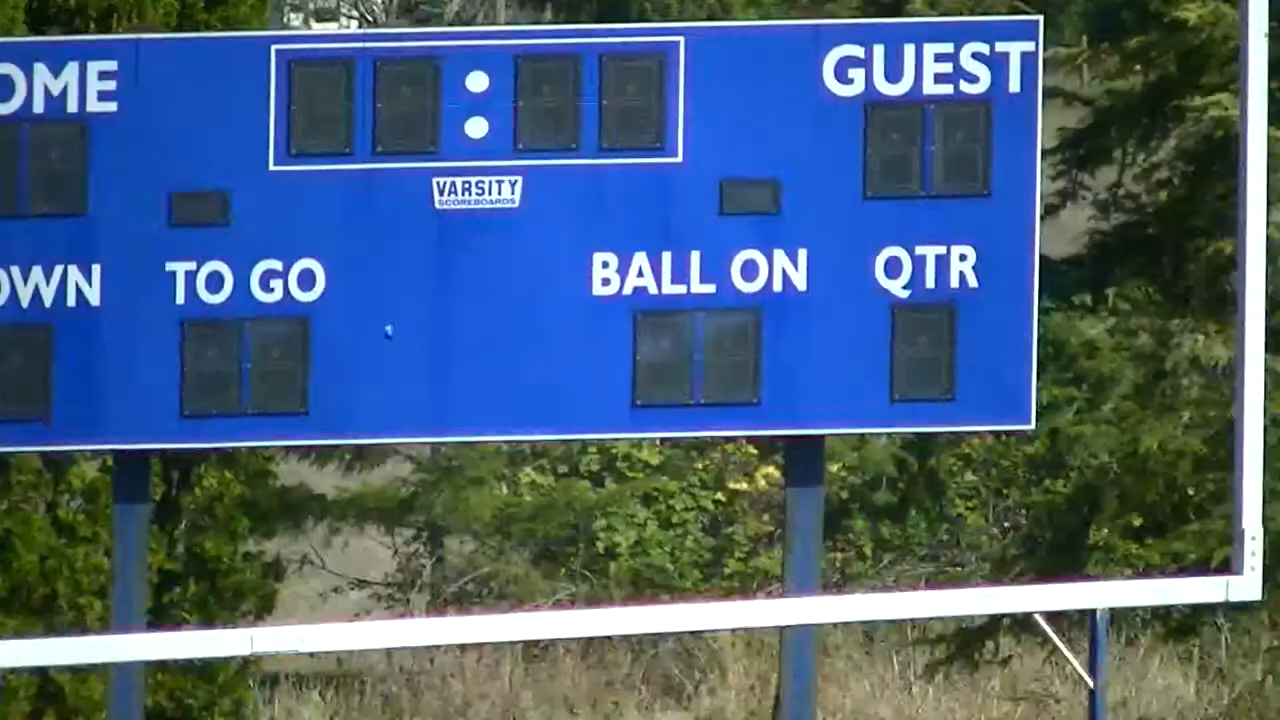 OME
GUEST
:
VARSITY
SCOREBOARDS
OWN
TO GO
BALL ON
QTR